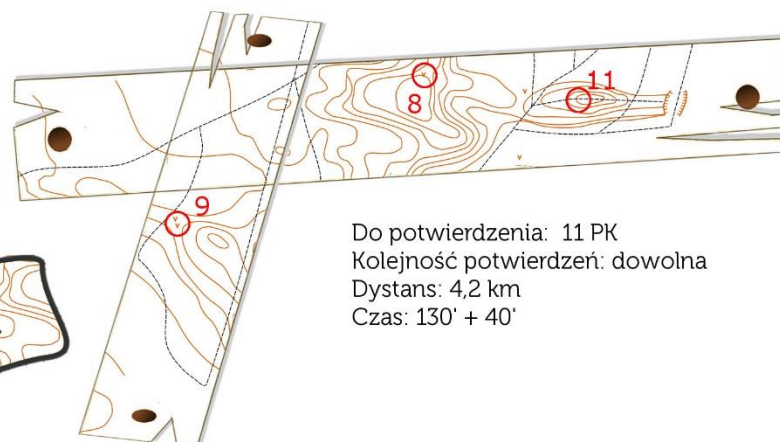 11
8
9
Do potwierdzenia: 11 PK
Kolejność potwierdzeń: dowolna
Dystans: 4,2 km
Czas: 130' + 40'